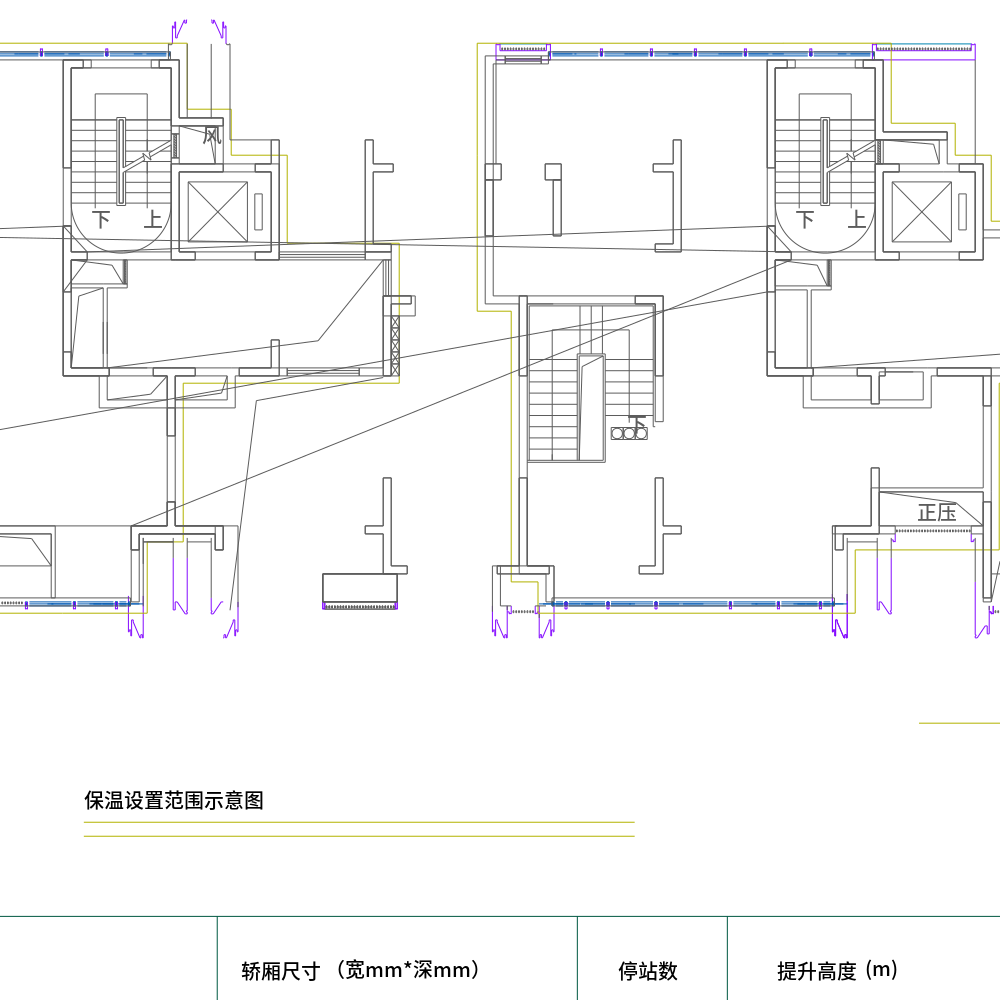 风
下 上 下 上
下
正压
保温设置范围示意图
轿厢尺寸 （宽mm*深mm） 停站数 提升高度 (m)